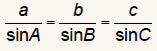 a/sinA = b/sinB = c/sinC